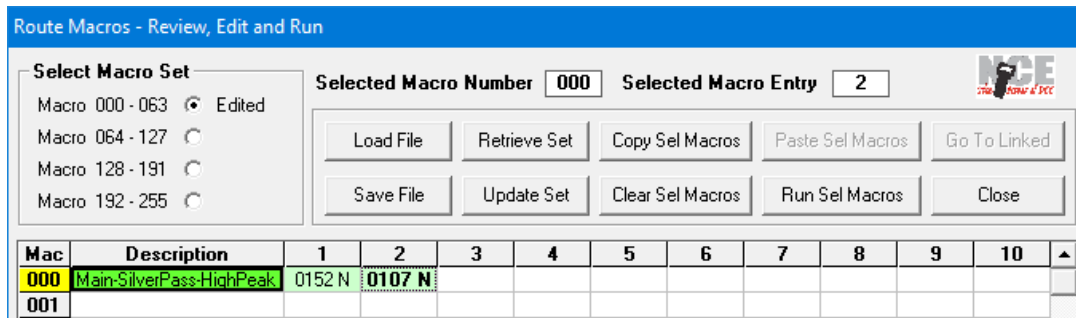 Route Macros - Review, Edit and Run
Select Macro Set
Macro 000 - 063 Edited
Macro 064 - 127
Macro 128 - 191
Macro 192 - 255
Selected Macro Number 000 Selected Macro Entry 2
NCE
Load File Retrieve Set Copy Sel Macros Paste Sel Macros Go To Linked
Save File Update Set Clear Sel Macros Run Sel Macros Close
Mac Description 1 2 3 4 5 6 7 8 9 10
000 Main-SilverPass-HighPeak 0152 N 0107 N
001